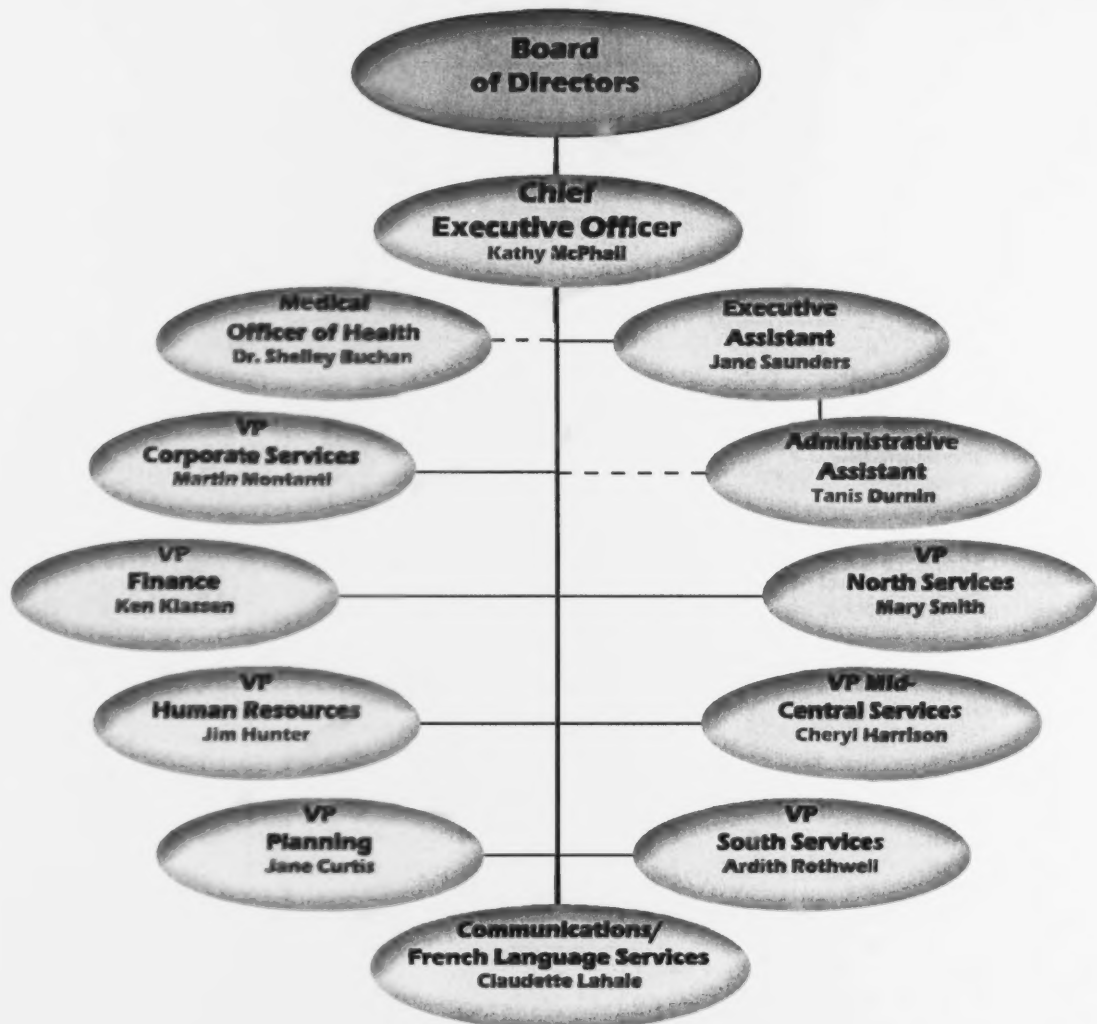 Board
of Directors
Chief
Executive Officer
Kathy McPhail
Medical
Officer of Health
Dr. Shelley Buchan
Executive
Assistant
Jane Saunders
VP
Corporate Services
Martin Montanti
Administrative
Assistant
Tanis Durnin
VP
Finance
Ken Klassen
VP
North Services
Mary Smith
VP
Human Resources
Jim Hunter
VP Mid-
Central Services
Cheryl Harrison
VP
Planning
Jane Curtis
VP
South Services
Ardith Rothwell
Communications/
French Language Services
Claudette Lahaie